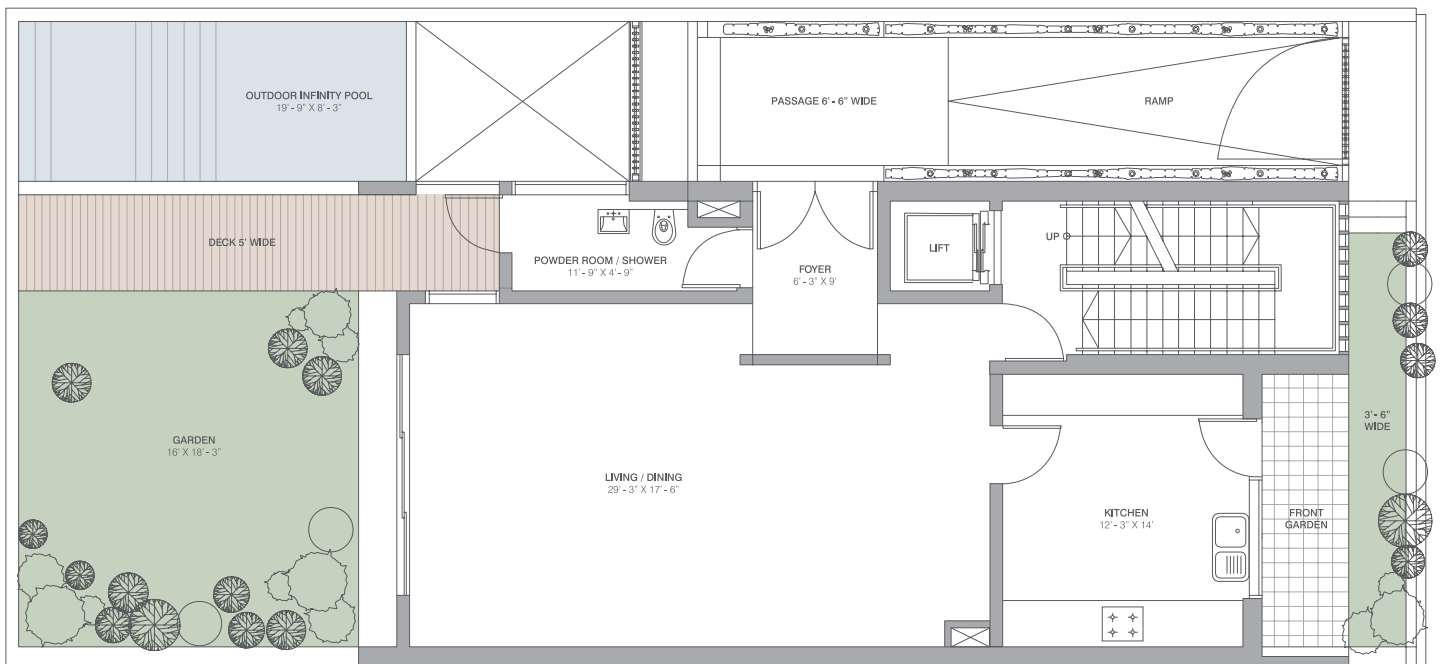 OUTDOOR INFINITY POOL
19' - 9" X 8' - 3"
PASSAGE 6' - 6" WIDE
RAMP
DECK 5' WIDE
POWDER ROOM / SHOWER
11' - 9" X 4' - 9"
FOYER
6' - 3" X 9'
LIFT
UP
GARDEN
16' X 18' - 3"
LIVING / DINING
29' - 3" X 17' - 6"
KITCHEN
12' - 3" X 14'
FRONT
GARDEN
3' - 6"
WIDE